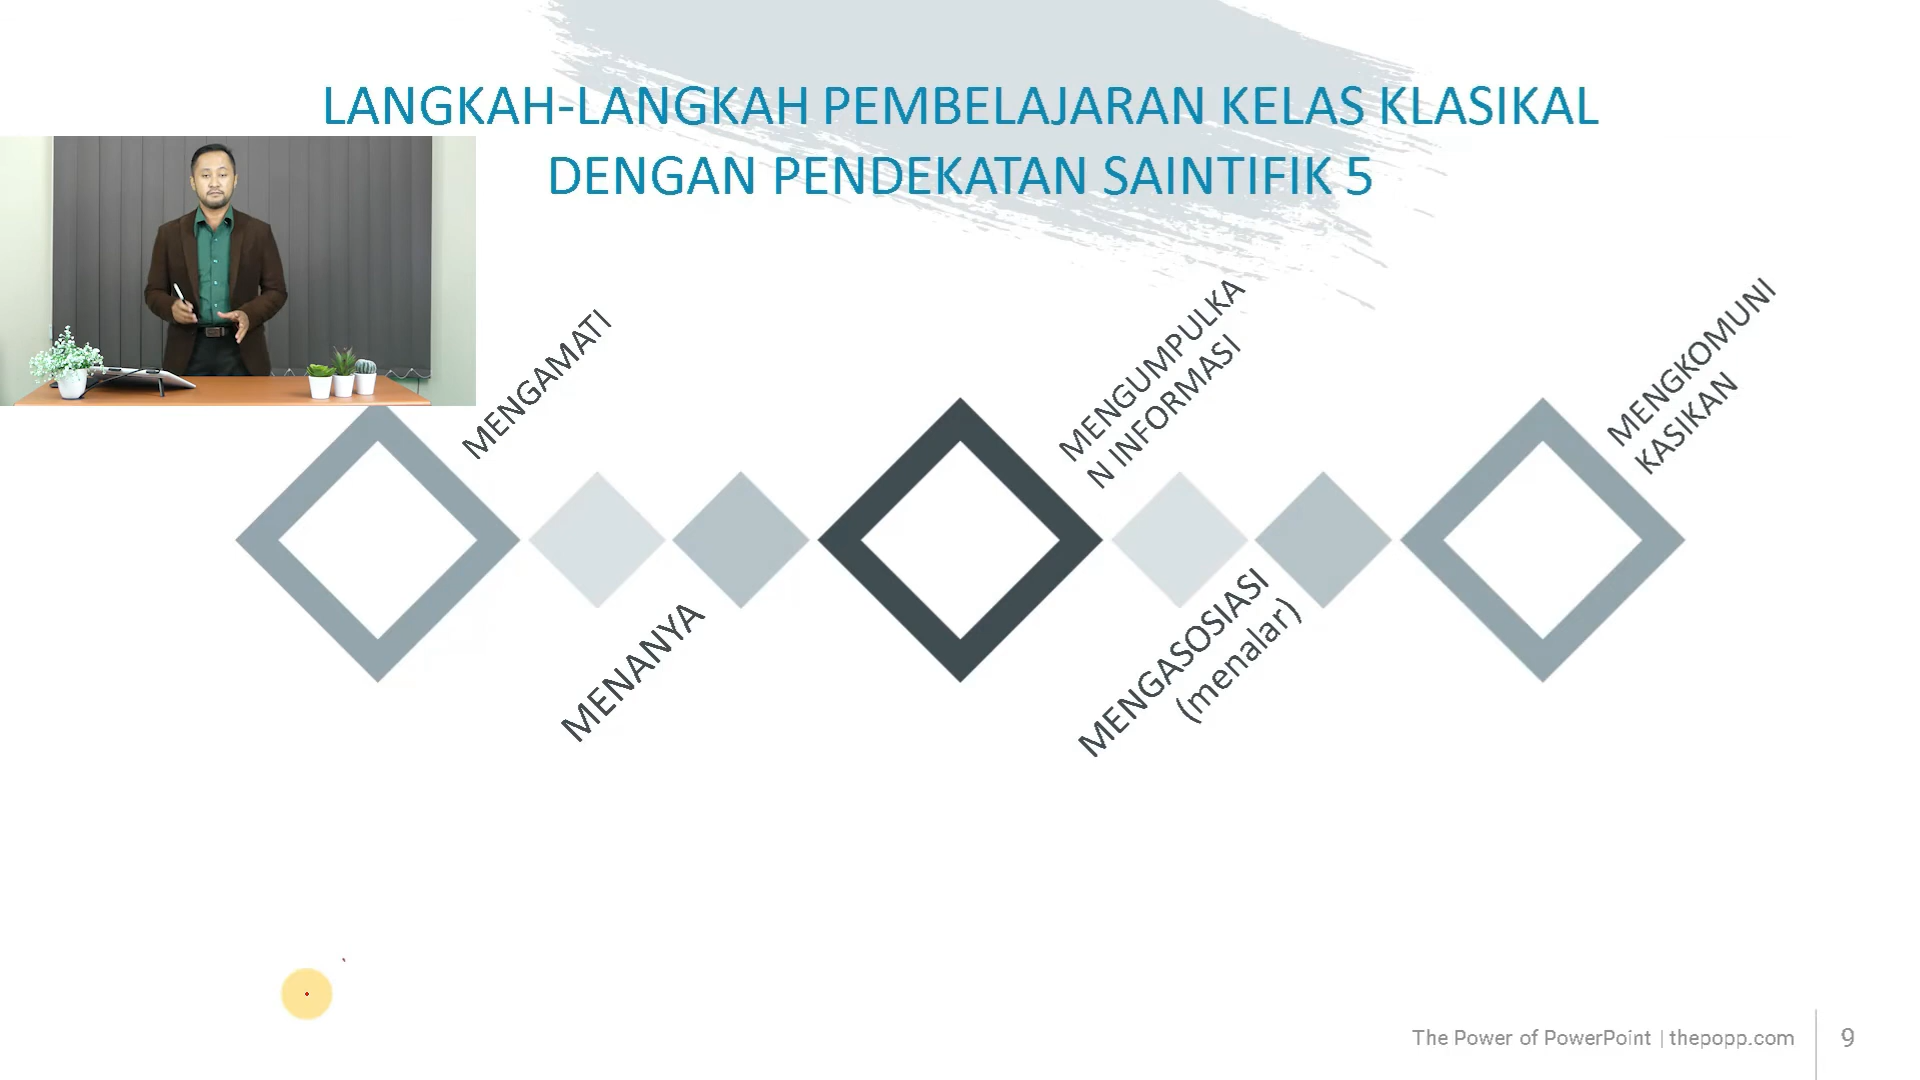 LANGKAH-LANGKAH PEMBELAJARAN KELAS KLASIKAL
DENGAN PENDEKATAN SAINTIFIK 5
MENGAMATI
MENANYA
MENGUMPULKA
N INFORMASI
MENGASOSIASI
(menalar)
MENGKOMUNI
KASIKAN
The Power of PowerPoint | thepopp.com
9